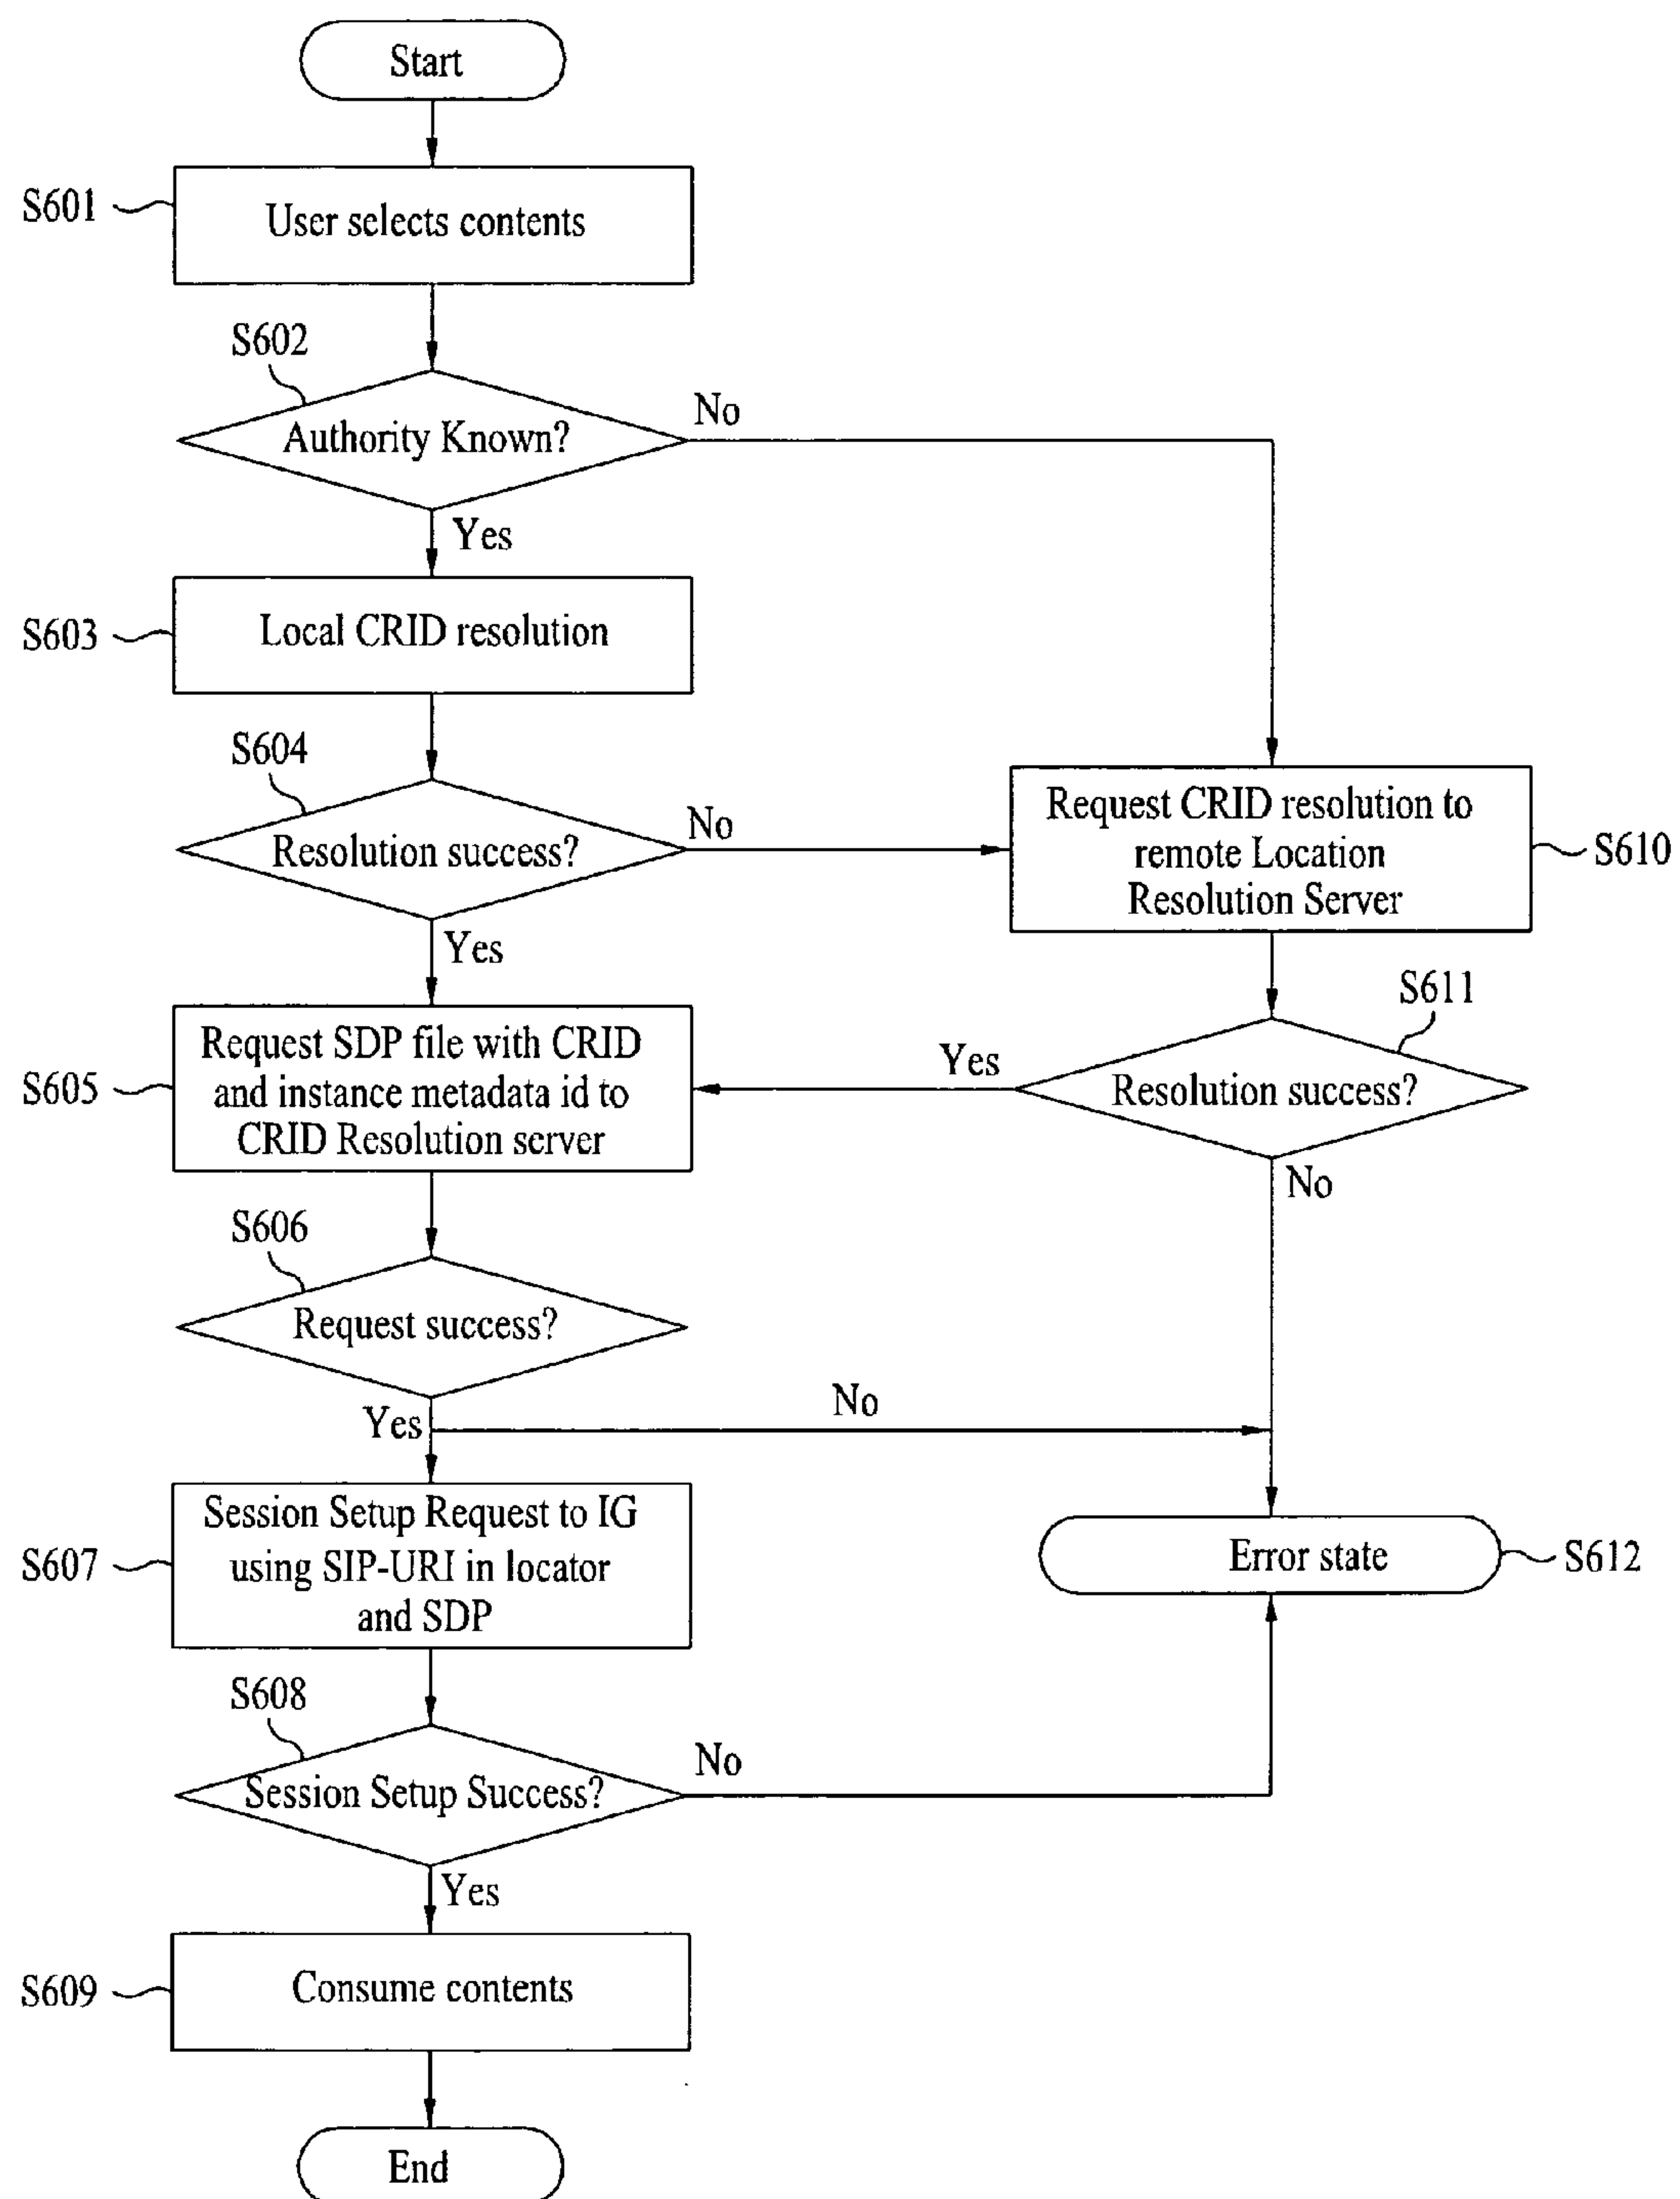 Start
S601
User selects contents
S602
Authority Known?
No
Yes
S603
Local CRID resolution
S604
Resolution success?
No
Yes
Request CRID resolution to
remote Location
Resolution Server
S610
S605
Request SDP file with CRID
and instance metadata id to
CRID Resolution server
Yes
S611
Resolution success?
No
S606
Request success?
Yes
No
S607
Session Setup Request to IG
using SIP-URI in locator
and SDP
Error state
S612
S608
Session Setup Success?
No
Yes
S609
Consume contents
End